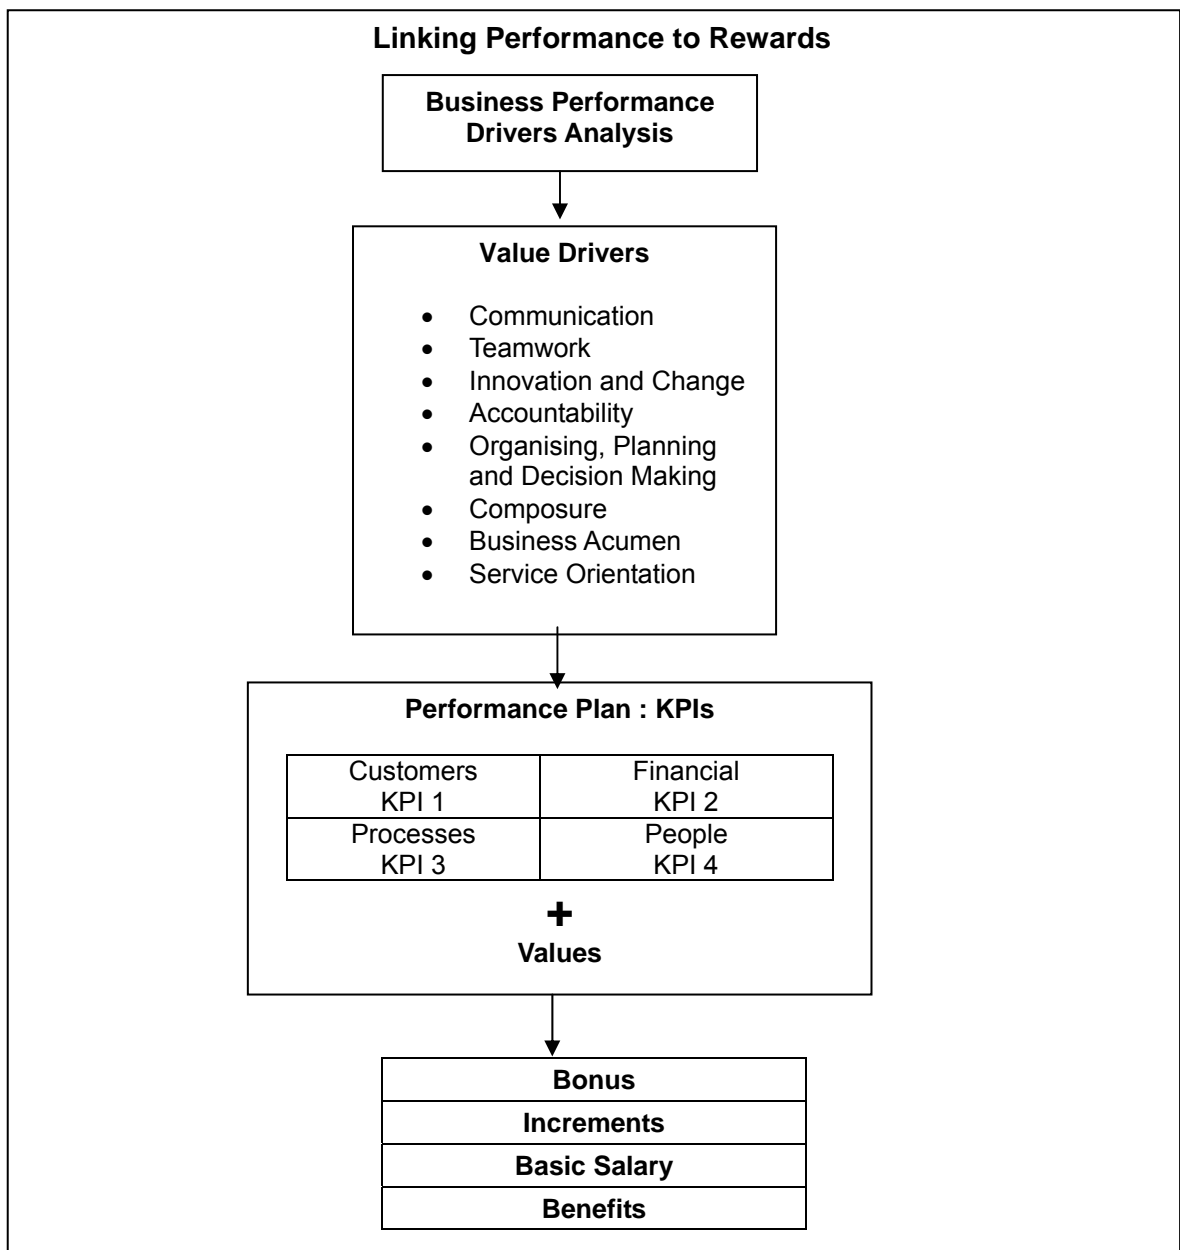 Linking Performance to Rewards
Business Performance
Drivers Analysis
Value Drivers
• Communication
• Teamwork
• Innovation and Change
• Accountability
• Organising, Planning
and Decision Making
• Composure
• Business Acumen
• Service Orientation
Performance Plan : KPIs
Customers
KPI 1
Financial
KPI 2
Processes
KPI 3
People
KPI 4
+
Values
Bonus
Increments
Basic Salary
Benefits